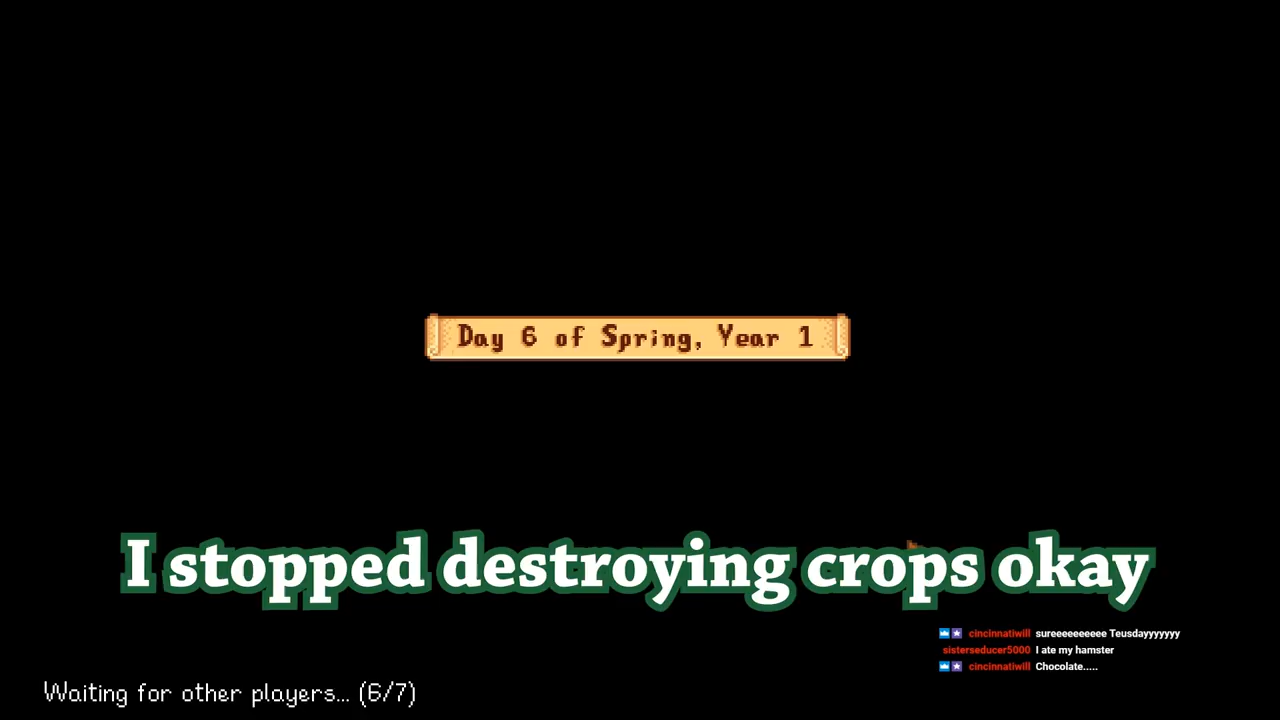 Day 6 of Spring, Year 1
I stopped destroying crops okay
cincinnatiwill sureeeeeeeeee Teusdayyyyyyy
sisterseducer5000 I ate my hamster
cincinnatiwill Chocolate.....
Waiting for other players... (6/7)